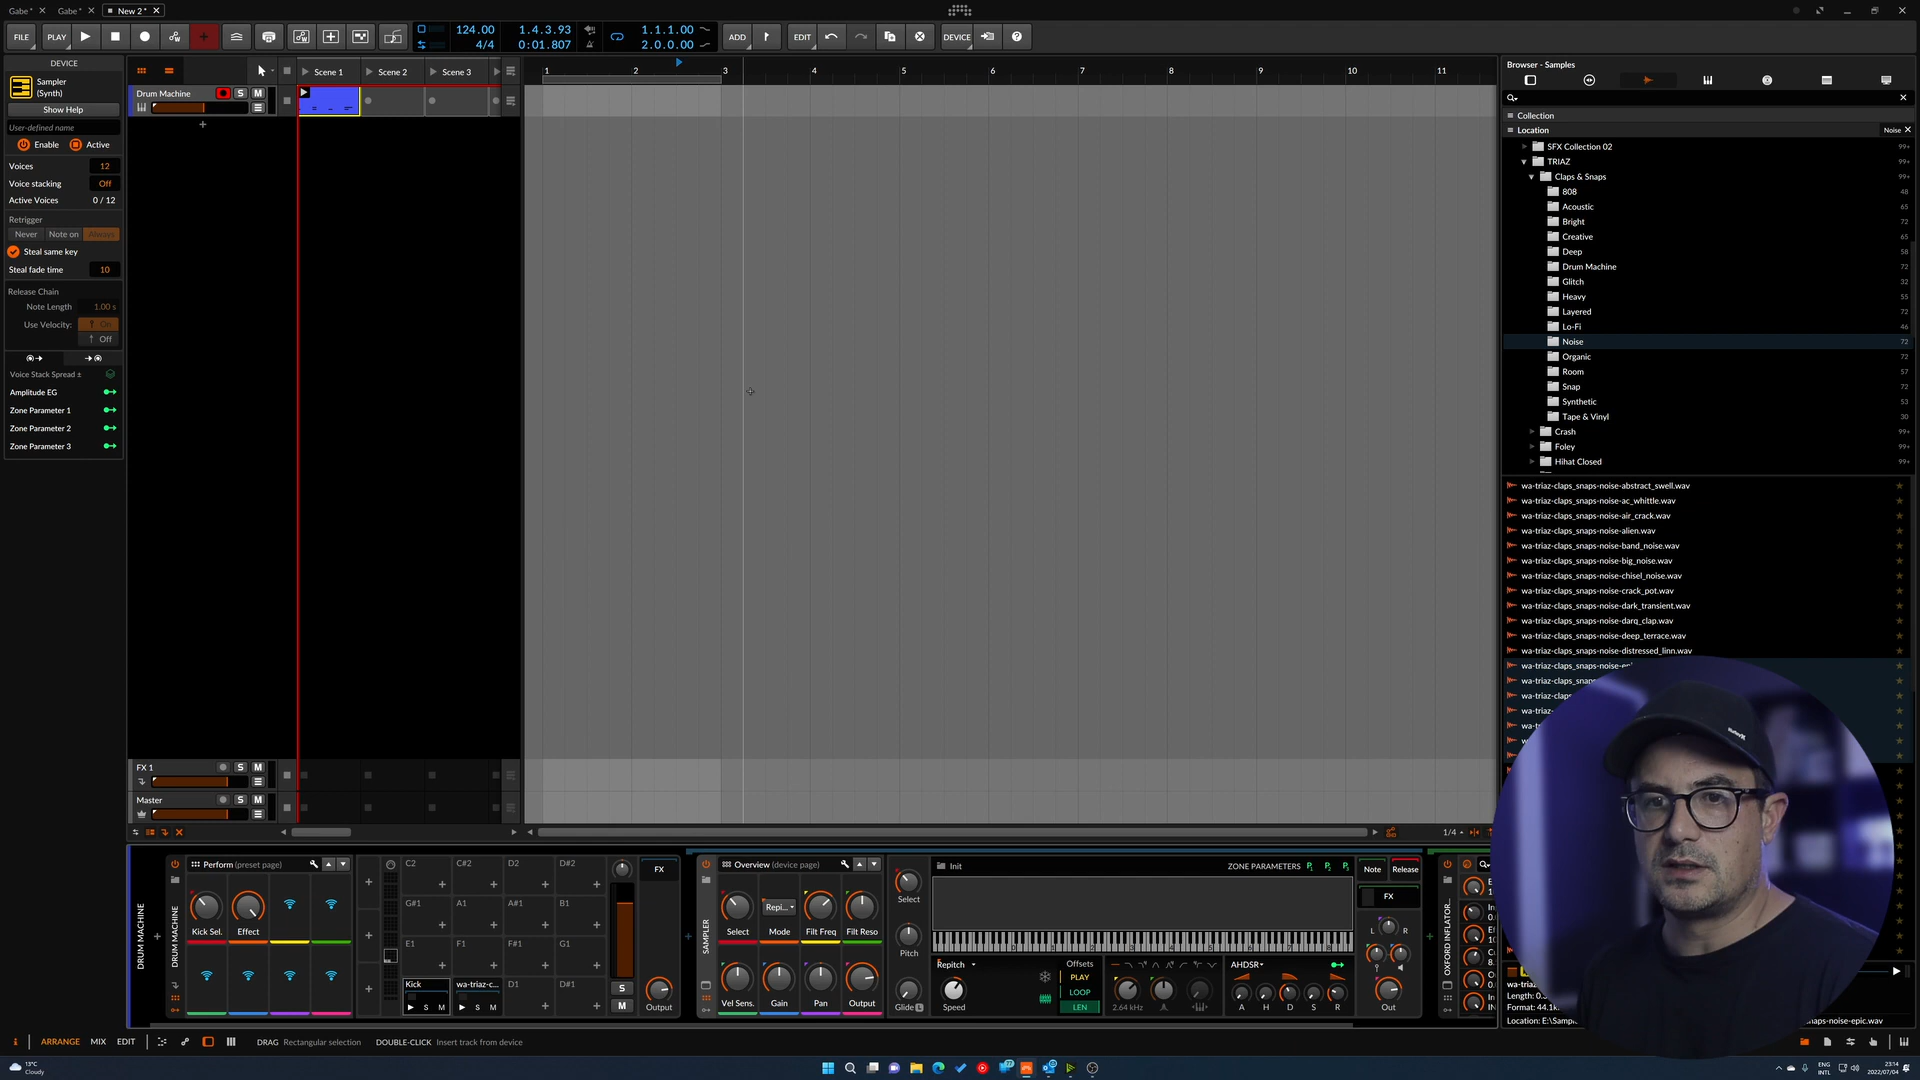 Gabe*
Gabe*
New 2*
FILE
PLAY
124.00
4/4
1.4.3.93
0:01.807
1.1.1.00
2.0.0.00
ADD
EDIT
DEVICE
DEVICE
Sampler
(Synth)
Show Help
User-defined name
Enable
Active
Voices 12
Voice stacking Off
Active Voices 0 / 12
Retrigger
Never Note on Always
Steal same key
Steal fade time 10
Release Chain
Note Length 1.00 s
Use Velocity: On
Off
Voice Stack Spread ±
Amplitude EG
Zone Parameter 1
Zone Parameter 2
Zone Parameter 3
Scene 1
Scene 2
Scene 3
Drum Machine
S M
1 2 3 4 5 6 7 8 9 10 11
FX 1
S M
Master
S M
1/4
Browser - Samples
Collection
Location
Noise
SFX Collection 02 99+
TRIAZ 99+
Claps & Snaps 99+
808 48
Acoustic 65
Bright 72
Creative 65
Deep 58
Drum Machine 72
Glitch 32
Heavy 55
Layered 72
Lo-Fi 46
Noise 72
Organic 72
Room 57
Snap 72
Synthetic 53
Tape & Vinyl 30
Crash 99+
Foley 99+
Hihat Closed 99+
wa-triaz-claps_snaps-noise-abstract_swell.wav
wa-triaz-claps_snaps-noise-ac_whittle.wav
wa-triaz-claps_snaps-noise-air_crack.wav
wa-triaz-claps_snaps-noise-alien.wav
wa-triaz-claps_snaps-noise-band_noise.wav
wa-triaz-claps_snaps-noise-big_noise.wav
wa-triaz-claps_snaps-noise-chisel_noise.wav
wa-triaz-claps_snaps-noise-crack_pot.wav
wa-triaz-claps_snaps-noise-dark_transient.wav
wa-triaz-claps_snaps-noise-darq_clap.wav
wa-triaz-claps_snaps-noise-deep_terrace.wav
wa-triaz-claps_snaps-noise-distressed_linn.wav
DRUM MACHINE
DRUM MACHINE
Perform (preset page)
Kick Sel.
Effect
C2 C#2 D2 D#2
G#1 A1 A#1 B1
E1 F1 F#1 G1
Kick
wa-triaz-c...
D1 D#1
S M
S M
FX
S
M
Output
SAMPLER
Overview (device page)
Select
Repi...
Mode
Filt Freq
Filt Reso
Vel Sens.
Gain
Pan
Output
Select
Pitch
Glide
Init
ZONE PARAMETERS
Repitch
Speed
Offsets
PLAY
LOOP
LEN
2.64 kHz
AHDSR
A H D S R
Note
Release
FX
L R
Out
OXFORD INFLATOR...
Format: 44.1k
Location: E:\Sampl
aps-noise-epic.wav
ARRANGE
MIX
EDIT
DRAG Rectangular selection
DOUBLE-CLICK Insert track from device
13°C
Cloudy
ENG
INTL
23:14
2022/07/04